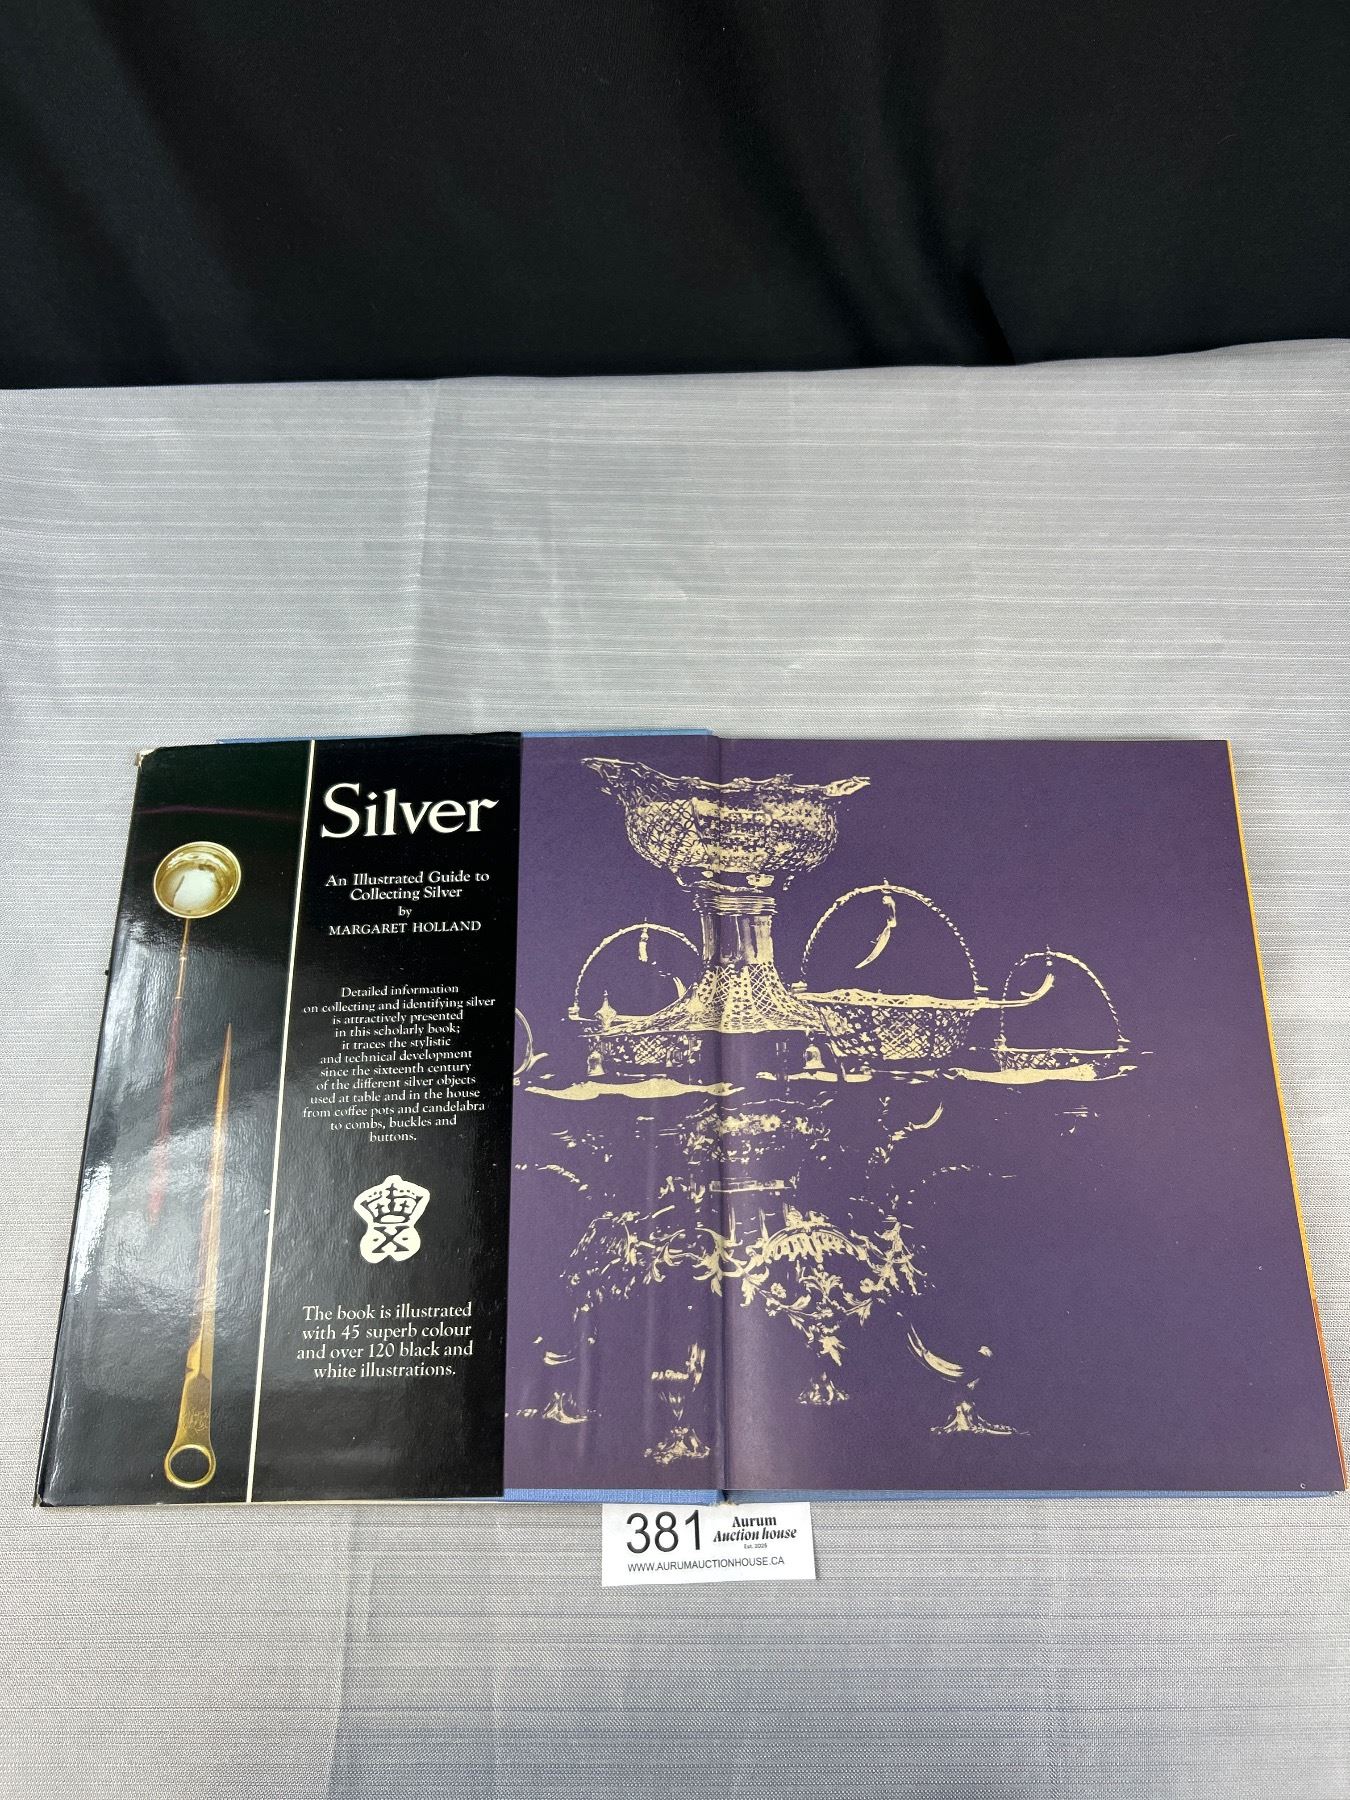 Silver
An Illustrated Guide to
Collecting Silver
by
MARGARET HOLLAND
Detailed information
on collecting and identifying silver
is attractively presented
in this scholarly book;
it traces the stylistic
and technical development
since the sixteenth century
of the different silver objects
used at table and in the house
from coffee pots and candelabra
to combs, buckles and
buttons.
X
The book is illustrated
with 45 superb colour
and over 120 black and
white illustrations.
381 Aurum
Auction house
Est. 2025
WWW.AURUMAUCTIONHOUSE.CA